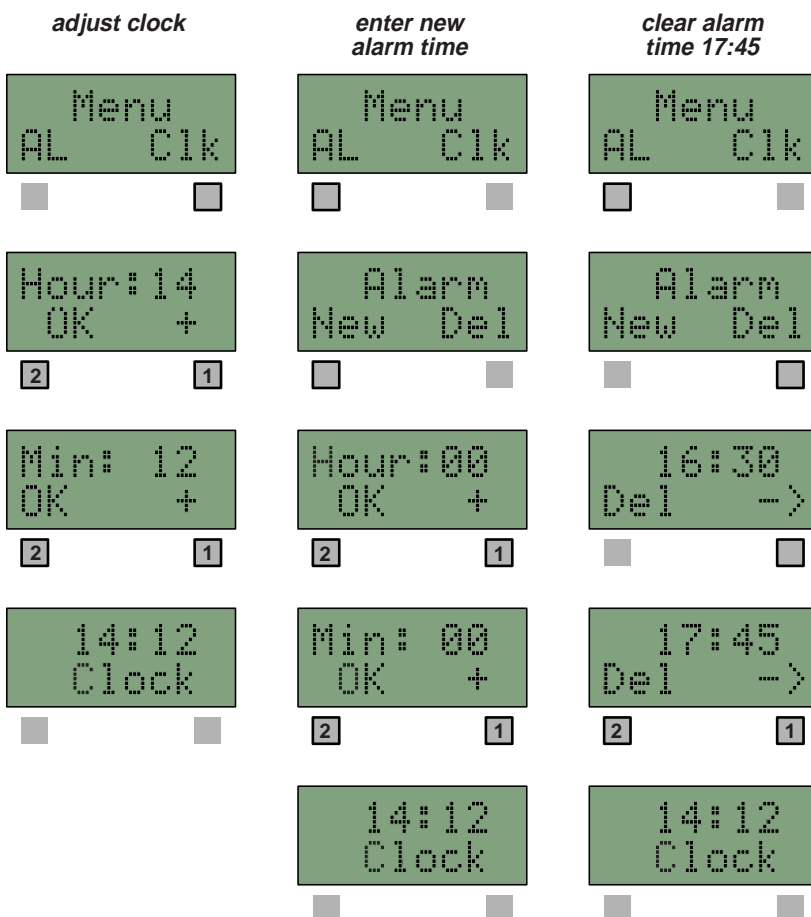 adjust clock
Menu
AL Clk
Hour:14
OK +
2 1
Min: 12
OK +
2 1
14:12
Clock
enter new
alarm time
Menu
AL Clk
Alarm
New Del
Hour:00
OK +
2 1
Min: 00
OK +
2 1
14:12
Clock
clear alarm
time 17:45
Menu
AL Clk
Alarm
New Del
16:30
Del ->
17:45
Del ->
2 1
14:12
Clock